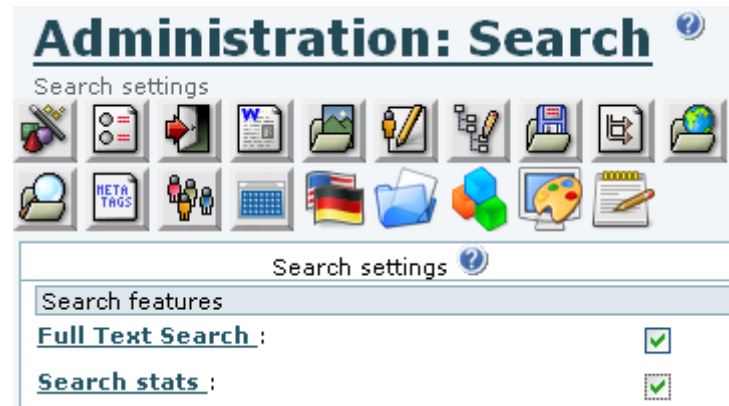 Administration: Search
Search settings
W
META
TAGS
Search settings
Search features
Full Text Search :
Search stats :